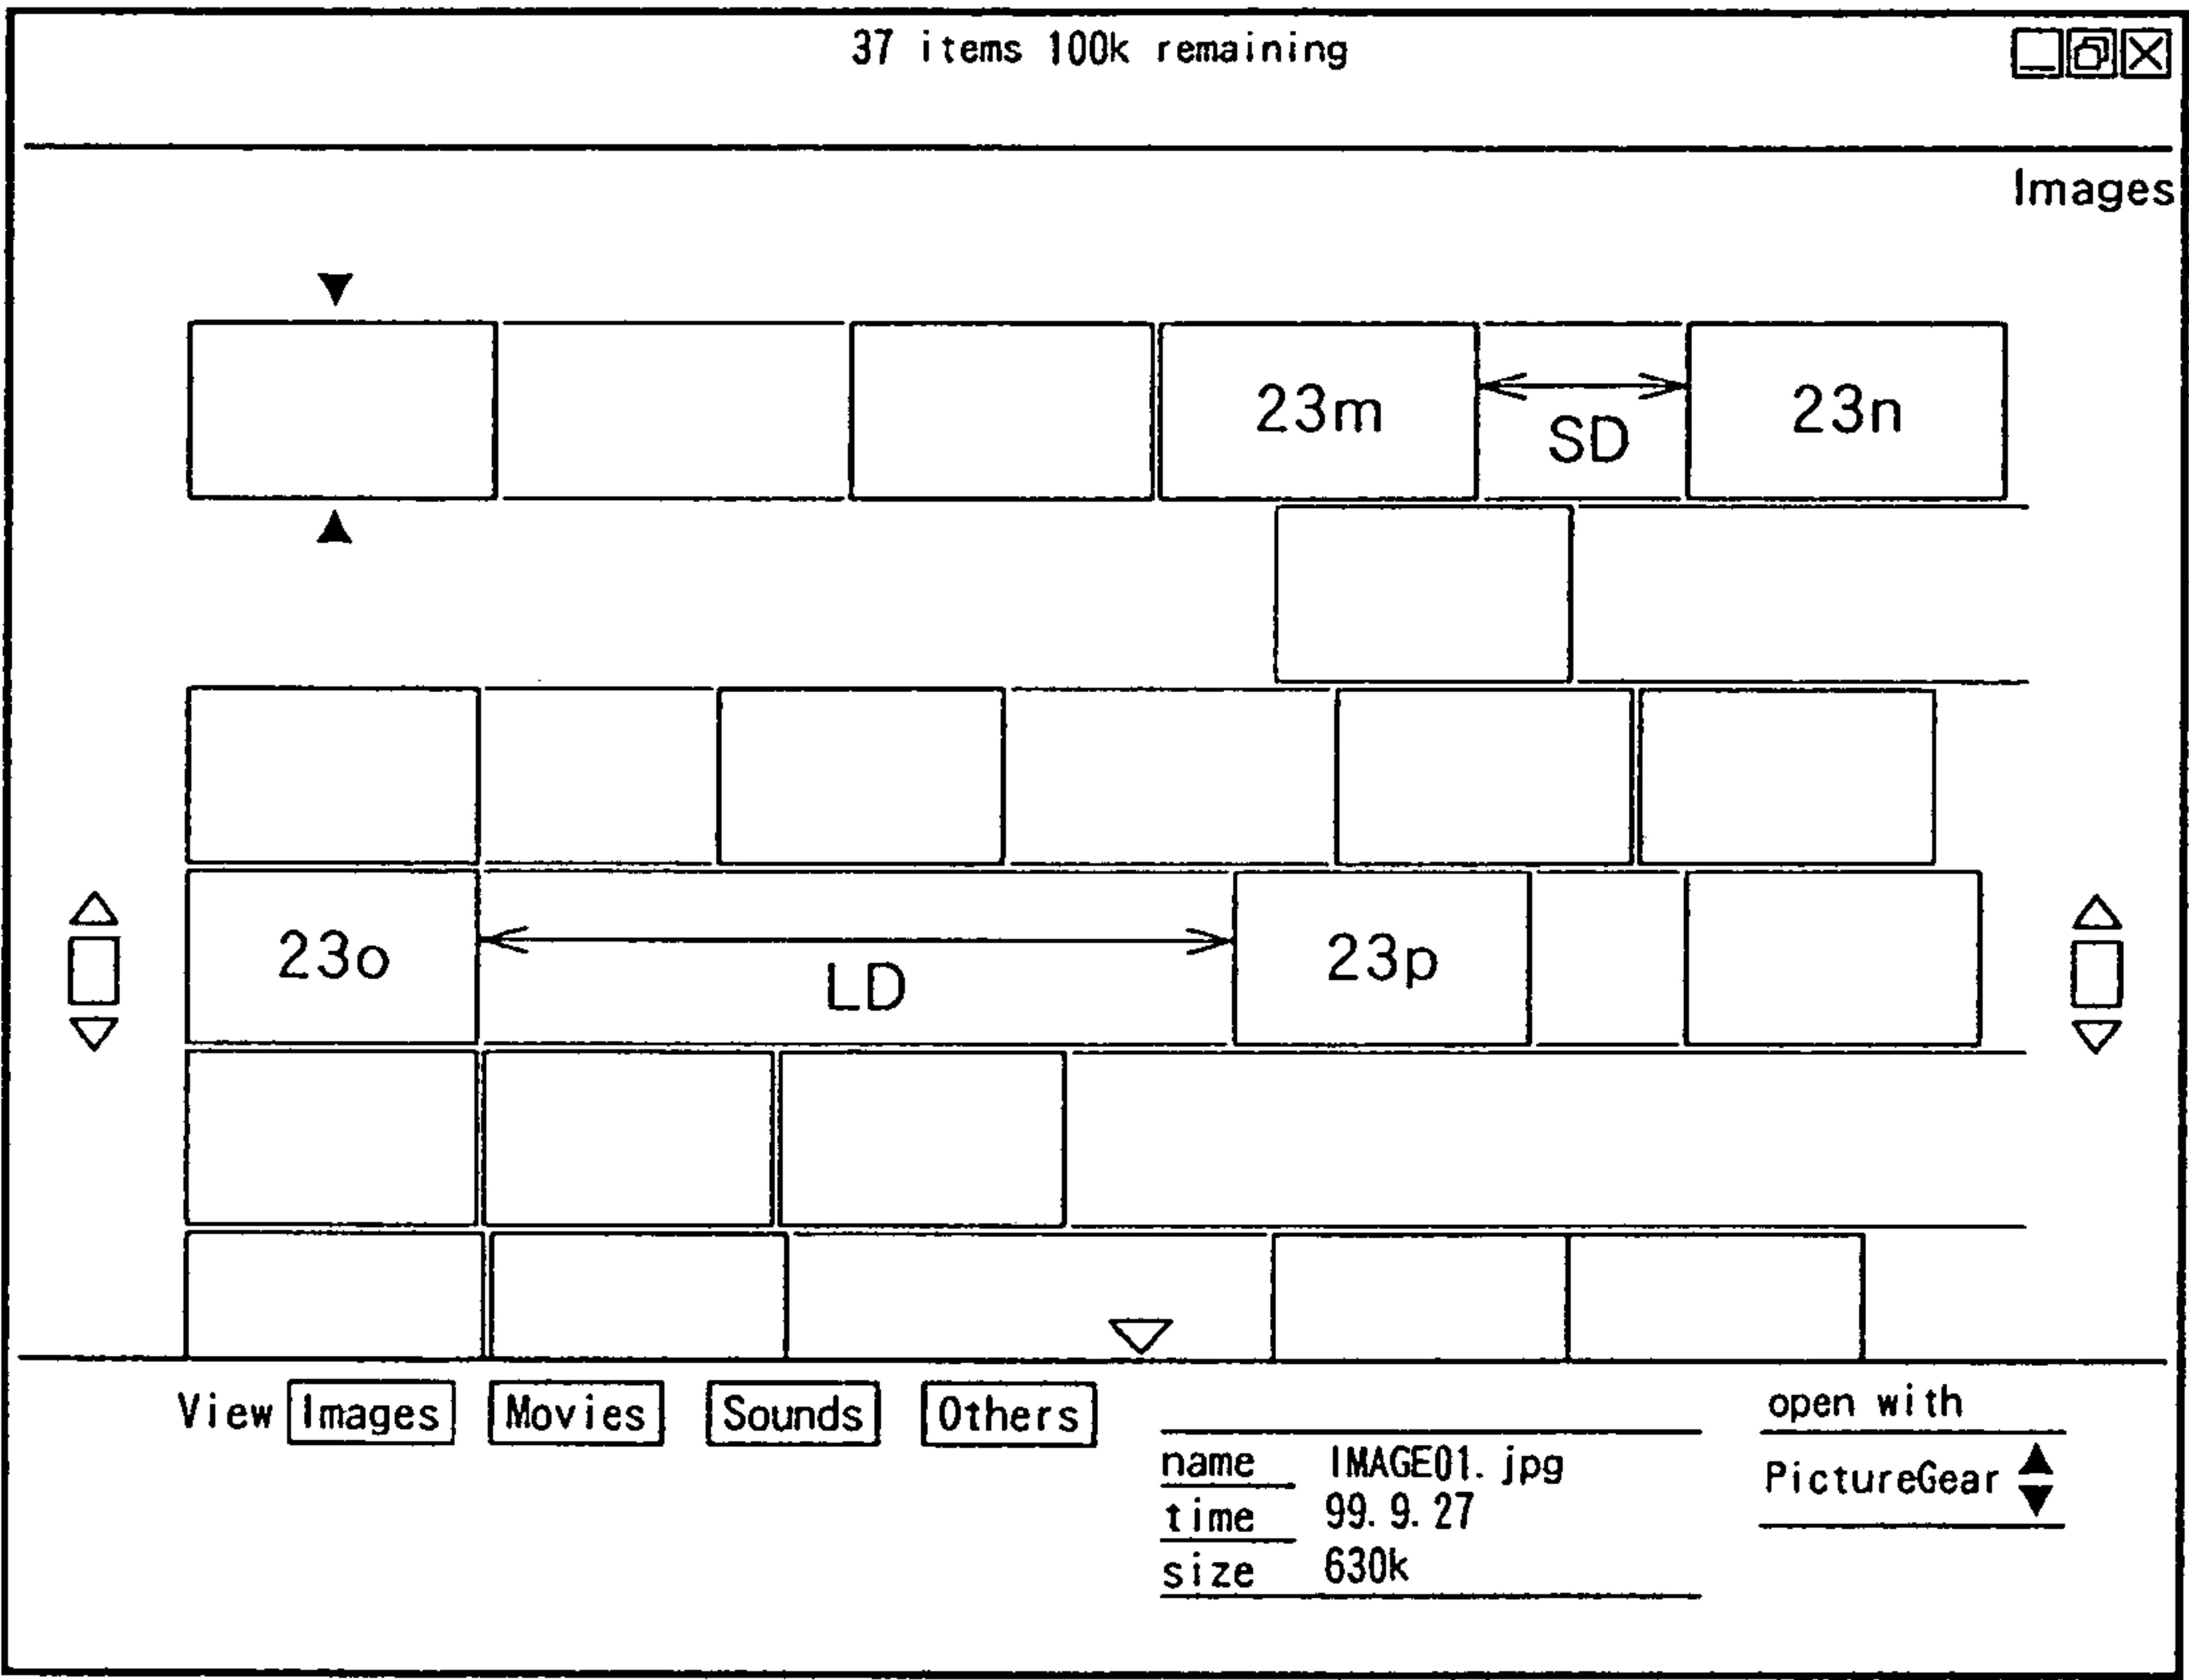 37 items 100k remaining
Images
23m
SD
23n
23o
LD
23p
View Images Movies Sounds Others
open with
name IMAGE01.jpg
PictureGear
time 99.9.27
size 630k